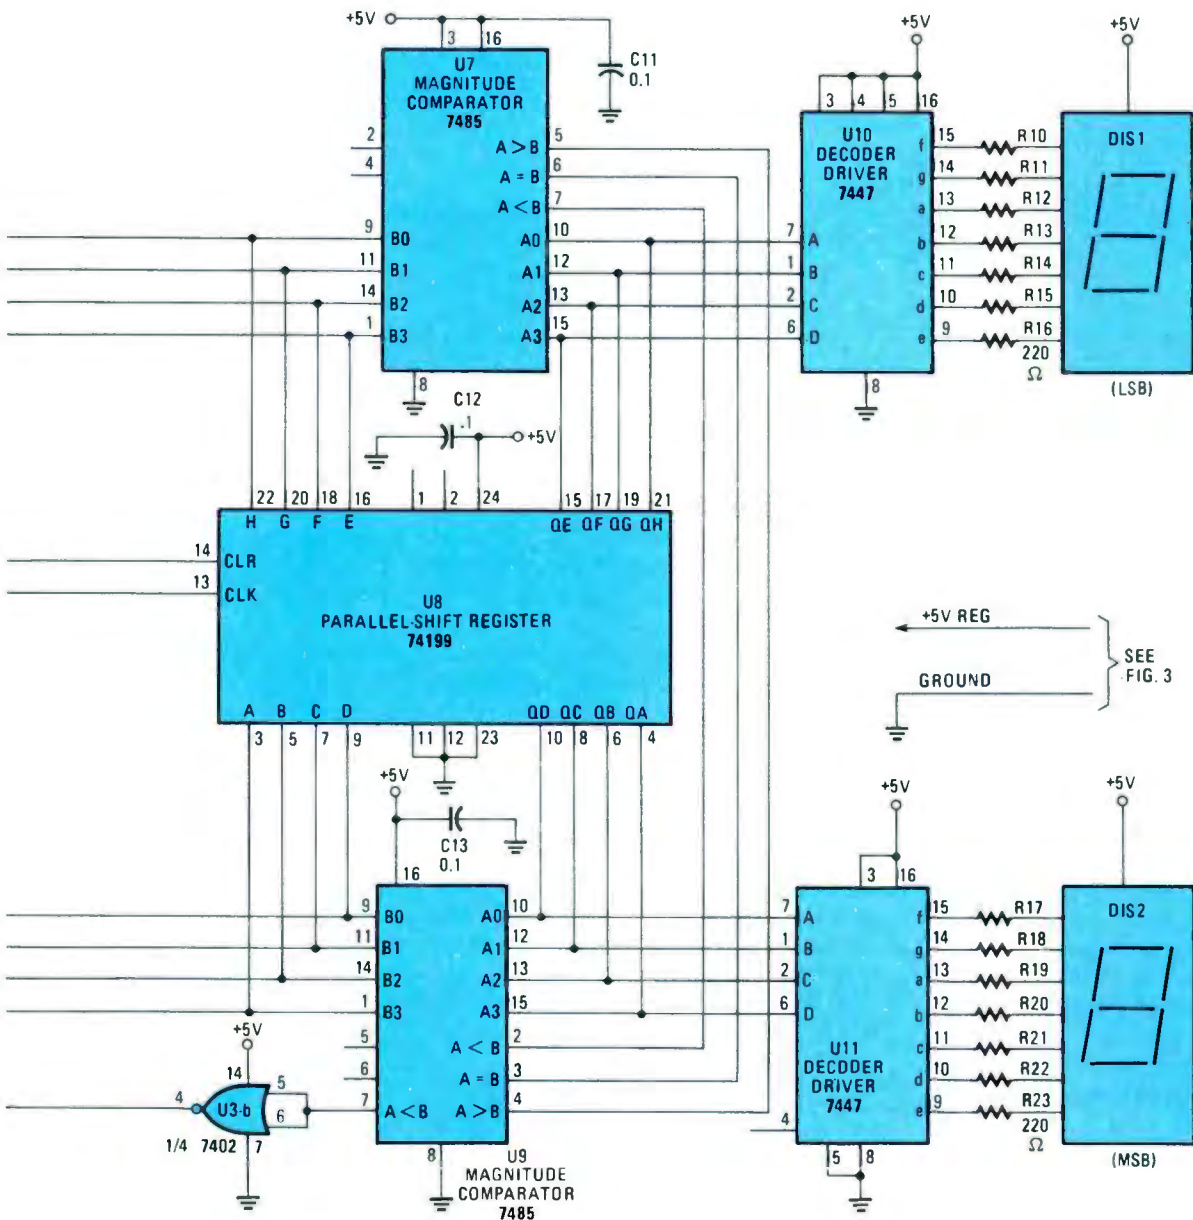 +5V
3
16
U7
MAGNITUDE
COMPARATOR
7485
2
4
A > B
5
A = B
6
A < B
7
9
B0
A0
10
11
B1
A1
12
14
B2
A2
13
1
B3
A3
15
8
C11
0.1
+5V
3
4
5
16
U10
DECODER
DRIVER
7447
7
A
1
B
2
C
6
D
f
15
R10
g
14
R11
a
13
R12
b
12
R13
c
11
R14
d
10
R15
e
9
R16
220
Ω
8
+5V
DIS1
(LSB)
C12
.1
+5V
22
20
18
16
1
2
24
15
17
19
21
H
G
F
E
QE
QF
QG
QH
14
CLR
13
CLK
U8
PARALLEL-SHIFT REGISTER
74199
A
B
C
D
QD
QC
QB
QA
3
5
7
9
11
12
23
10
8
6
4
+5V REG
GROUND
SEE
FIG. 3
+5V
C13
0.1
16
9
B0
A0
10
11
B1
A1
12
14
B2
A2
13
1
B3
A3
15
5
A < B
2
6
A = B
3
7
A < B
A > B
4
8
U9
MAGNITUDE
COMPARATOR
7485
+5V
14
4
U3-b
5
6
1/4 7402
7
+5V
3
16
7
A
1
B
2
C
6
D
U11
DECODER
DRIVER
7447
4
5
8
f
15
R17
g
14
R18
a
13
R19
b
12
R20
c
11
R21
d
10
R22
e
9
R23
220
Ω
+5V
DIS2
(MSB)